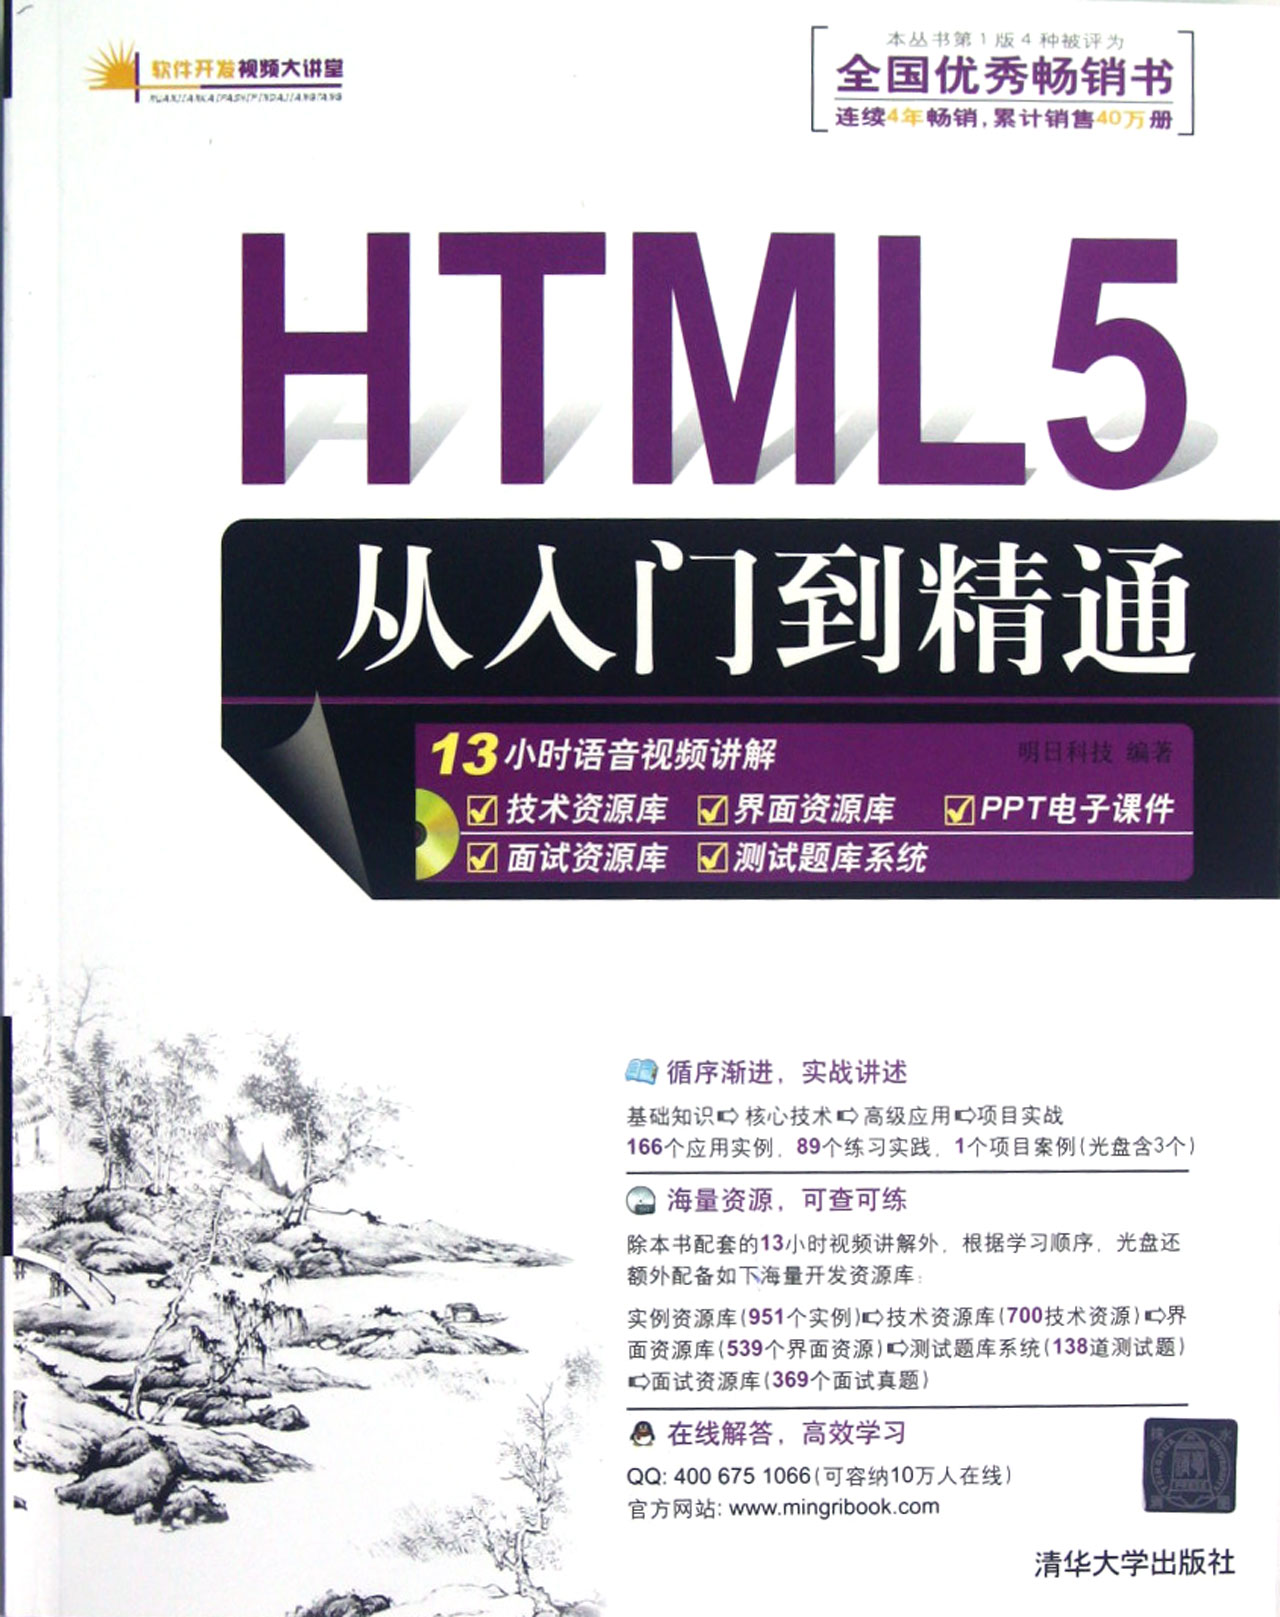 软件开发视频大讲堂
RUANJIANKAIFASHIPINDAJIANGTANG
本丛书第1版4种被评为
全国优秀畅销书
连续4年畅销，累计销售40万册
HTML5
从入门到精通
13小时语音视频讲解
明日科技 编著
技术资源库 界面资源库 PPT电子课件
面试资源库 测试题库系统
循序渐进，实战讲述
基础知识⇨核心技术⇨高级应用⇨项目实战
166个应用实例，89个练习实践，1个项目案例(光盘含3个)
海量资源，可查可练
除本书配套的13小时视频讲解外，根据学习顺序，光盘还
额外配备如下海量开发资源库：
实例资源库(951个实例)⇨技术资源库(700技术资源)⇨界
面资源库(539个界面资源)⇨测试题库系统(138道测试题)
⇨面试资源库(369个面试真题)
在线解答，高效学习
QQ: 400 675 1066(可容纳10万人在线)
官方网站: www.mingribook.com
清华大学出版社